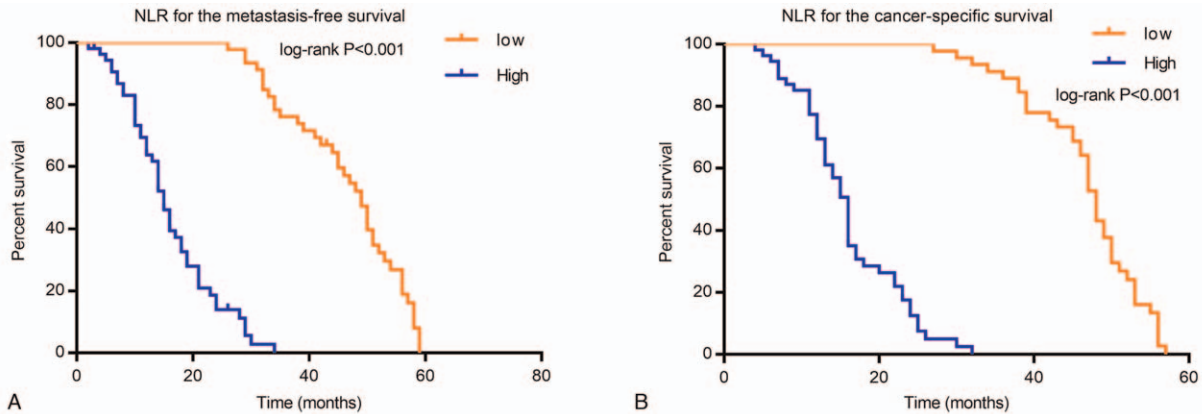 NLR for the metastasis-free survival
log-rank P<0.001
low
High
Percent survival
100
80
60
40
20
0
0 20 40 60 80
Time (months)
A
NLR for the cancer-specific survival
low
High
log-rank P<0.001
Percent survival
100
80
60
40
20
0
0 20 40 60
Time (months)
B